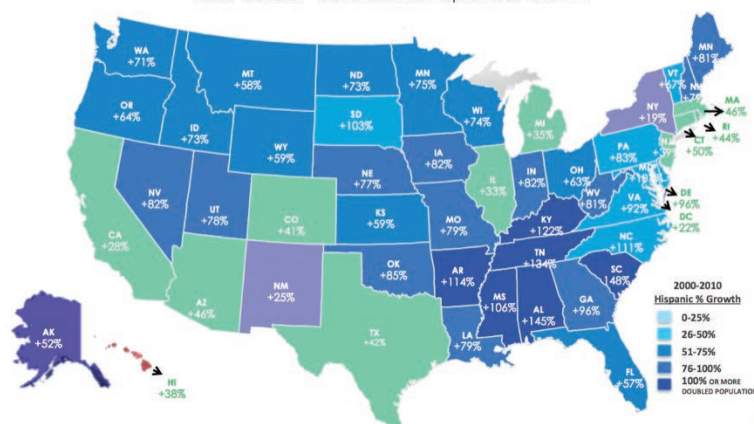 WA
+71%
OR
+64%
ID
+73%
MT
+58%
WY
+59%
ND
+73%
SD
+103%
NE
+77%
KS
+59%
OK
+85%
TX
+42%
NV
+82%
UT
+78%
CO
+41%
CA
+28%
AZ
+46%
NM
+25%
MN
+75%
IA
+82%
MO
+79%
AR
+114%
LA
+79%
WI
+74%
IL
+33%
MI
+35%
IN
+82%
OH
+63%
KY
+122%
TN
+134%
MS
+106%
AL
+145%
GA
+96%
FL
+57%
SC
148%
NC
+111%
VA
+92%
WV
+81%
PA
+83%
NY
+19%
VT
+67%
MN
+81%
MA
46%
RI
+44%
CT
+50%
DE
+96%
DC
+22%
AK
+52%
HI
+38%
2000-2010
Hispanic % Growth
0-25%
26-50%
51-75%
76-100%
100% OR MORE
DOUBLED POPULATION